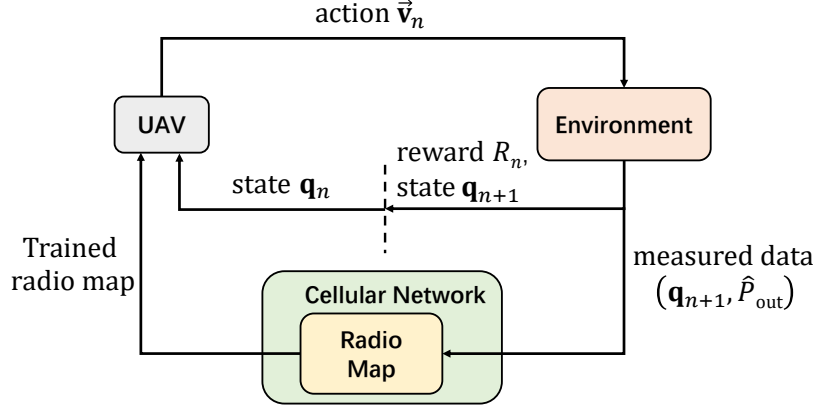 action v⃗ₙ
UAV
Environment
reward Rₙ,
state qₙ
state qₙ₊₁
Trained
radio map
measured data
(qₙ₊₁, P̂out)
Cellular Network
Radio
Map